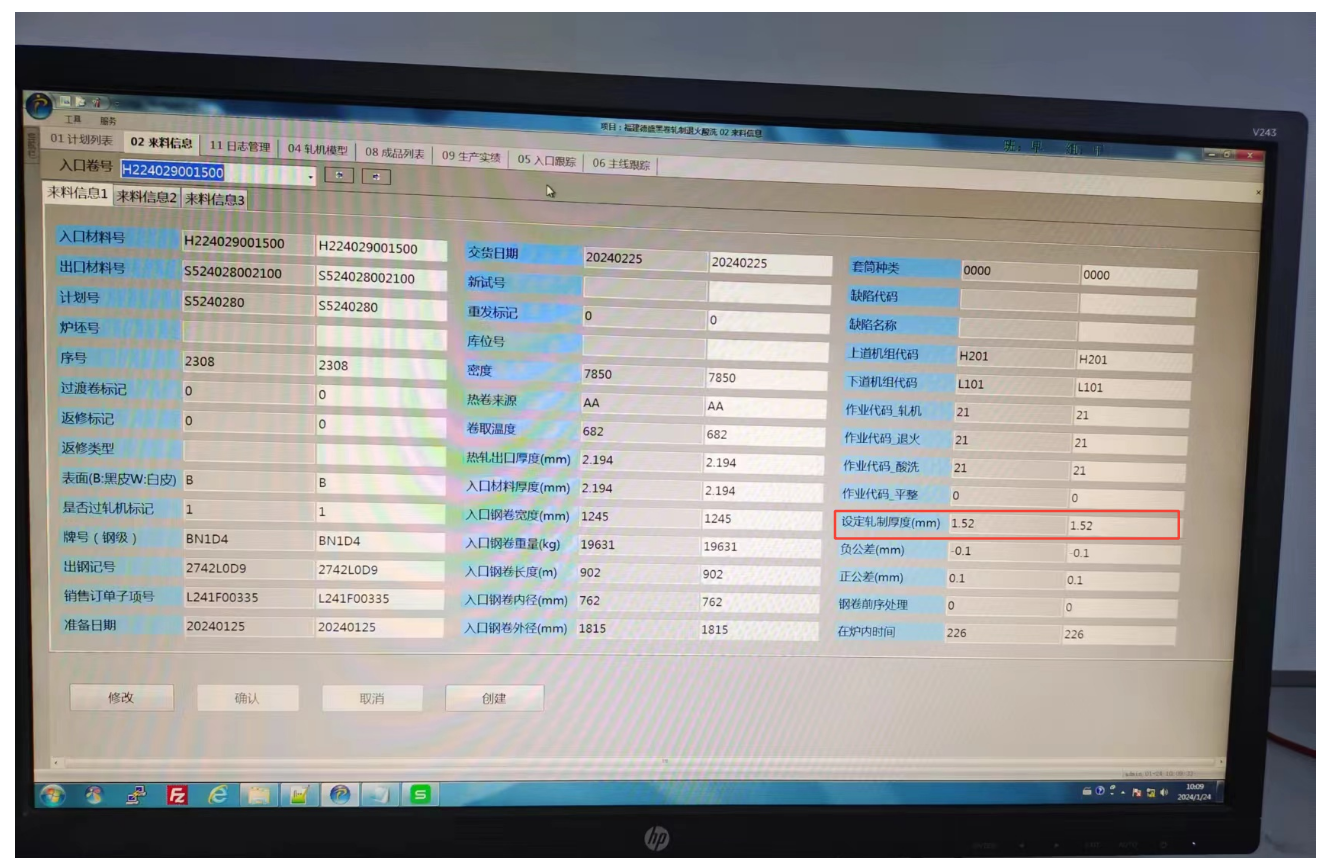 V243
项目：福建德盛黑卷轧制退火酸洗 02 来料信息
工具 服务
01 计划列表 02 来料信息 11 日志管理 04 轧机模型 08 成品列表 09 生产实绩 05 入口跟踪 06 主线跟踪
入口卷号 H224029001500
来料信息1 来料信息2 来料信息3
入口材料号 H224029001500 H224029001500 交货日期 20240225 20240225 套筒种类 0000 0000
出口材料号 S524028002100 S524028002100 新试号 缺陷代码
计划号 S5240280 S5240280 重发标记 0 0 缺陷名称
炉坯号 库位号 上道机组代码 H201 H201
序号 2308 2308 密度 7850 7850 下道机组代码 L101 L101
过渡卷标记 0 0 热卷来源 AA AA 作业代码_轧机 21 21
返修标记 0 0 卷取温度 682 682 作业代码_退火 21 21
返修类型 热轧出口厚度(mm) 2.194 2.194 作业代码_酸洗 21 21
表面(B:黑皮W:白皮) B B 入口材料厚度(mm) 2.194 2.194 作业代码_平整 0 0
是否过轧机标记 1 1 入口钢卷宽度(mm) 1245 1245 设定轧制厚度(mm) 1.52 1.52
牌号（钢级） BN1D4 BN1D4 入口钢卷重量(kg) 19631 19631 负公差(mm) -0.1 -0.1
出钢记号 2742L0D9 2742L0D9 入口钢卷长度(m) 902 902 正公差(mm) 0.1 0.1
销售订单子项号 L241F00335 L241F00335 入口钢卷内径(mm) 762 762 钢卷前序处理 0 0
准备日期 20240125 20240125 入口钢卷外径(mm) 1815 1815 在炉内时间 226 226
修改 确认 取消 创建
10:09
2024/1/24
hp